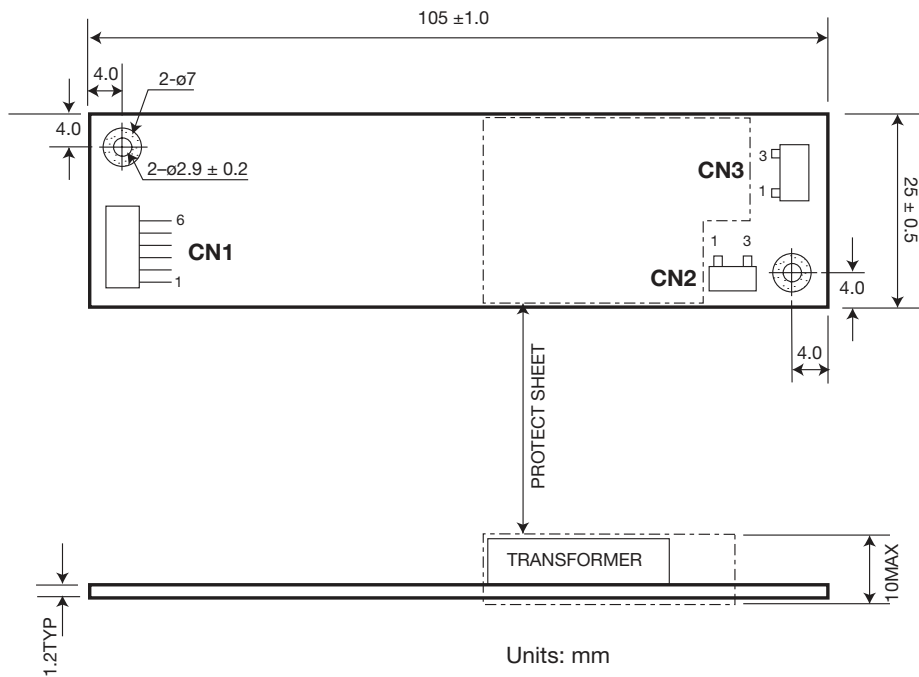 105 ±1.0
4.0
2-ø7
4.0
2–ø2.9 ± 0.2
CN3
3
1
25 ± 0.5
6
CN1
1
1 3
CN2
4.0
4.0
PROTECT SHEET
TRANSFORMER
10MAX
1.2TYP
Units: mm